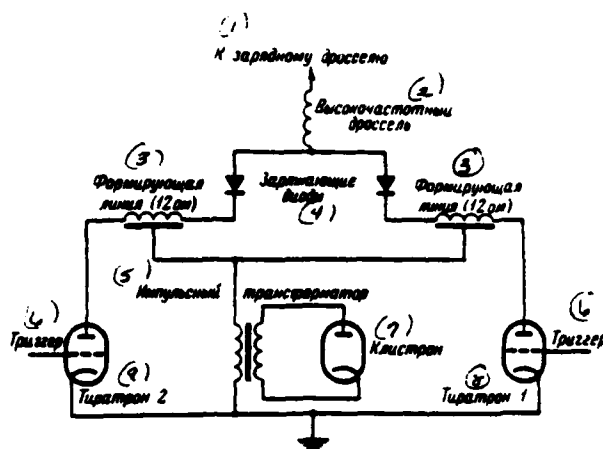 (1)
К зарядному дросселю
(2)
Высокочастотный
дроссель
(3)
Формирующая
линия (12 ом)
Заряжающие
диоды
(4)
(3)
Формирующая
линия (12 ом)
(5)
Импульсный трансформатор
(6)
Триггер
(7)
Клистрон
(6)
Триггер
(8)
Тиратрон 2
(8)
Тиратрон 1